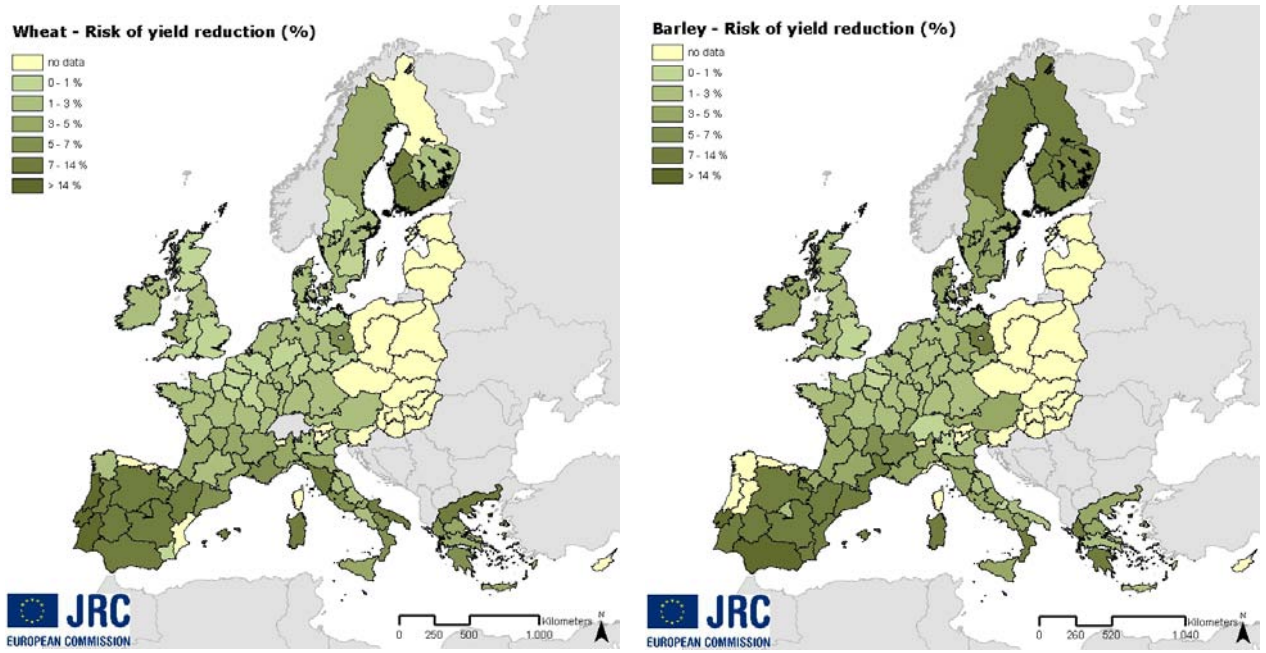 Wheat - Risk of yield reduction (%)
no data
0 - 1 %
1 - 3 %
3 - 5 %
5 - 7 %
7 - 14 %
> 14 %
JRC
EUROPEAN COMMISSION
Kilometers
0 250 500 1.000
N
Barley - Risk of yield reduction (%)
no data
0 - 1 %
1 - 3 %
3 - 5 %
5 - 7 %
7 - 14 %
> 14 %
JRC
EUROPEAN COMMISSION
Kilometers
0 260 520 1.040
N